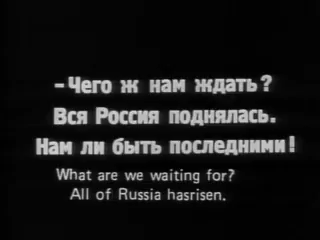 -Чего ж нам ждать?
Вся Россия поднялась.
Нам ли быть последними!
What are we waiting for?
All of Russia hasrisen.